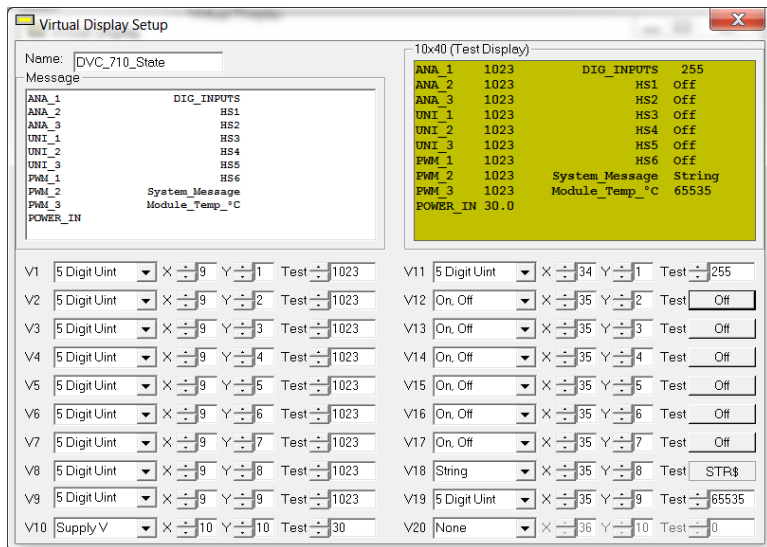 Virtual Display Setup
Name: DVC_710_State
Message
ANA_1 DIG_INPUTS
ANA_2 HS1
ANA_3 HS2
UNI_1 HS3
UNI_2 HS4
UNI_3 HS5
PWM_1 HS6
PWM_2 System_Message
PWM_3 Module_Temp_°C
POWER_IN
10x40 (Test Display)
ANA_1 1023 DIG_INPUTS 255
ANA_2 1023 HS1 Off
ANA_3 1023 HS2 Off
UNI_1 1023 HS3 Off
UNI_2 1023 HS4 Off
UNI_3 1023 HS5 Off
PWM_1 1023 HS6 Off
PWM_2 1023 System_Message String
PWM_3 1023 Module_Temp_°C 65535
POWER_IN 30.0
V1 5 Digit Uint X 9 Y 1 Test 1023
V2 5 Digit Uint X 9 Y 2 Test 1023
V3 5 Digit Uint X 9 Y 3 Test 1023
V4 5 Digit Uint X 9 Y 4 Test 1023
V5 5 Digit Uint X 9 Y 5 Test 1023
V6 5 Digit Uint X 9 Y 6 Test 1023
V7 5 Digit Uint X 9 Y 7 Test 1023
V8 5 Digit Uint X 9 Y 8 Test 1023
V9 5 Digit Uint X 9 Y 9 Test 1023
V10 Supply V X 10 Y 10 Test 30
V11 5 Digit Uint X 34 Y 1 Test 255
V12 On, Off X 35 Y 2 Test Off
V13 On, Off X 35 Y 3 Test Off
V14 On, Off X 35 Y 4 Test Off
V15 On, Off X 35 Y 5 Test Off
V16 On, Off X 35 Y 6 Test Off
V17 On, Off X 35 Y 7 Test Off
V18 String X 35 Y 8 Test STR$
V19 5 Digit Uint X 35 Y 9 Test 65535
V20 None X 36 Y 10 Test 0